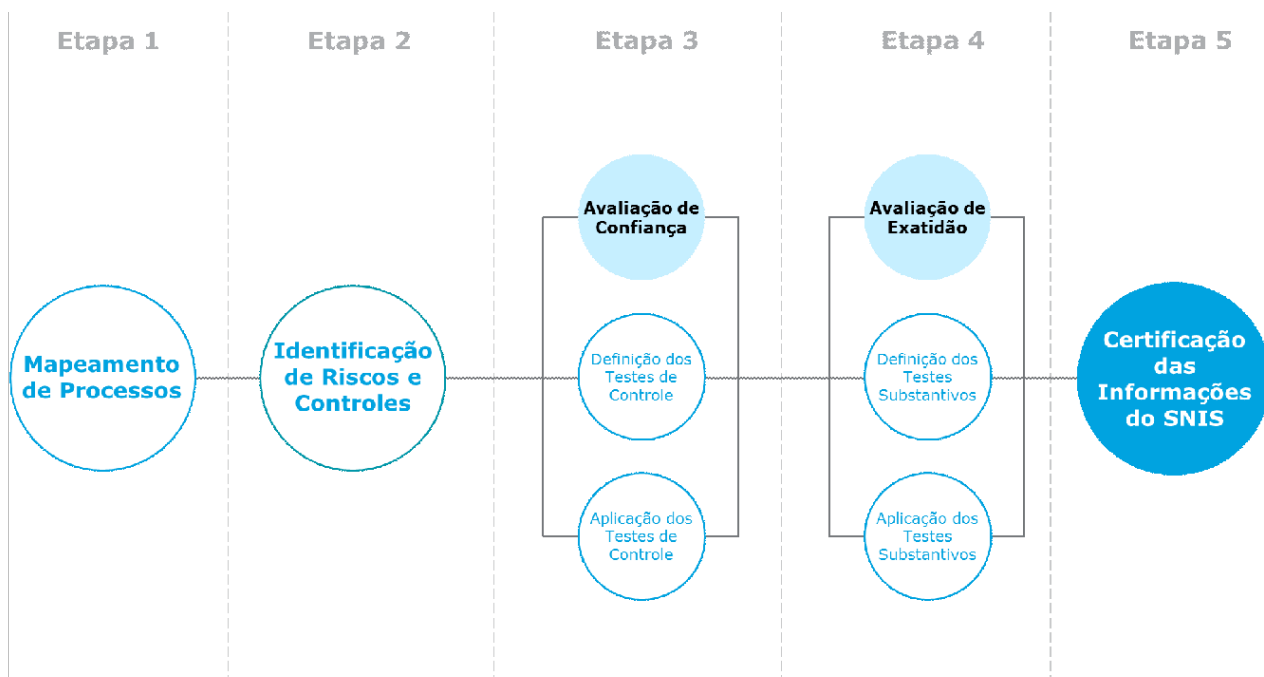 Etapa 1
Etapa 2
Etapa 3
Etapa 4
Etapa 5
Mapeamento
de Processos
Identificação
de Riscos e
Controles
Avaliação de
Confiança
Definição dos
Testes de
Controle
Aplicação dos
Testes de
Controle
Avaliação de
Exatidão
Definição dos
Testes
Substantivos
Aplicação dos
Testes
Substantivos
Certificação
das
Informações
do SNIS